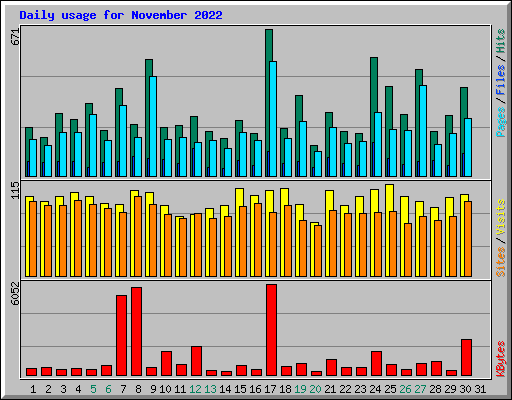 Daily usage for November 2022
671
Pages / Files / Hits
115
Sites / Visits
6052
KBytes
1 2 3 4 5 6 7 8 9 10 11 12 13 14 15 16 17 18 19 20 21 22 23 24 25 26 27 28 29 30 31